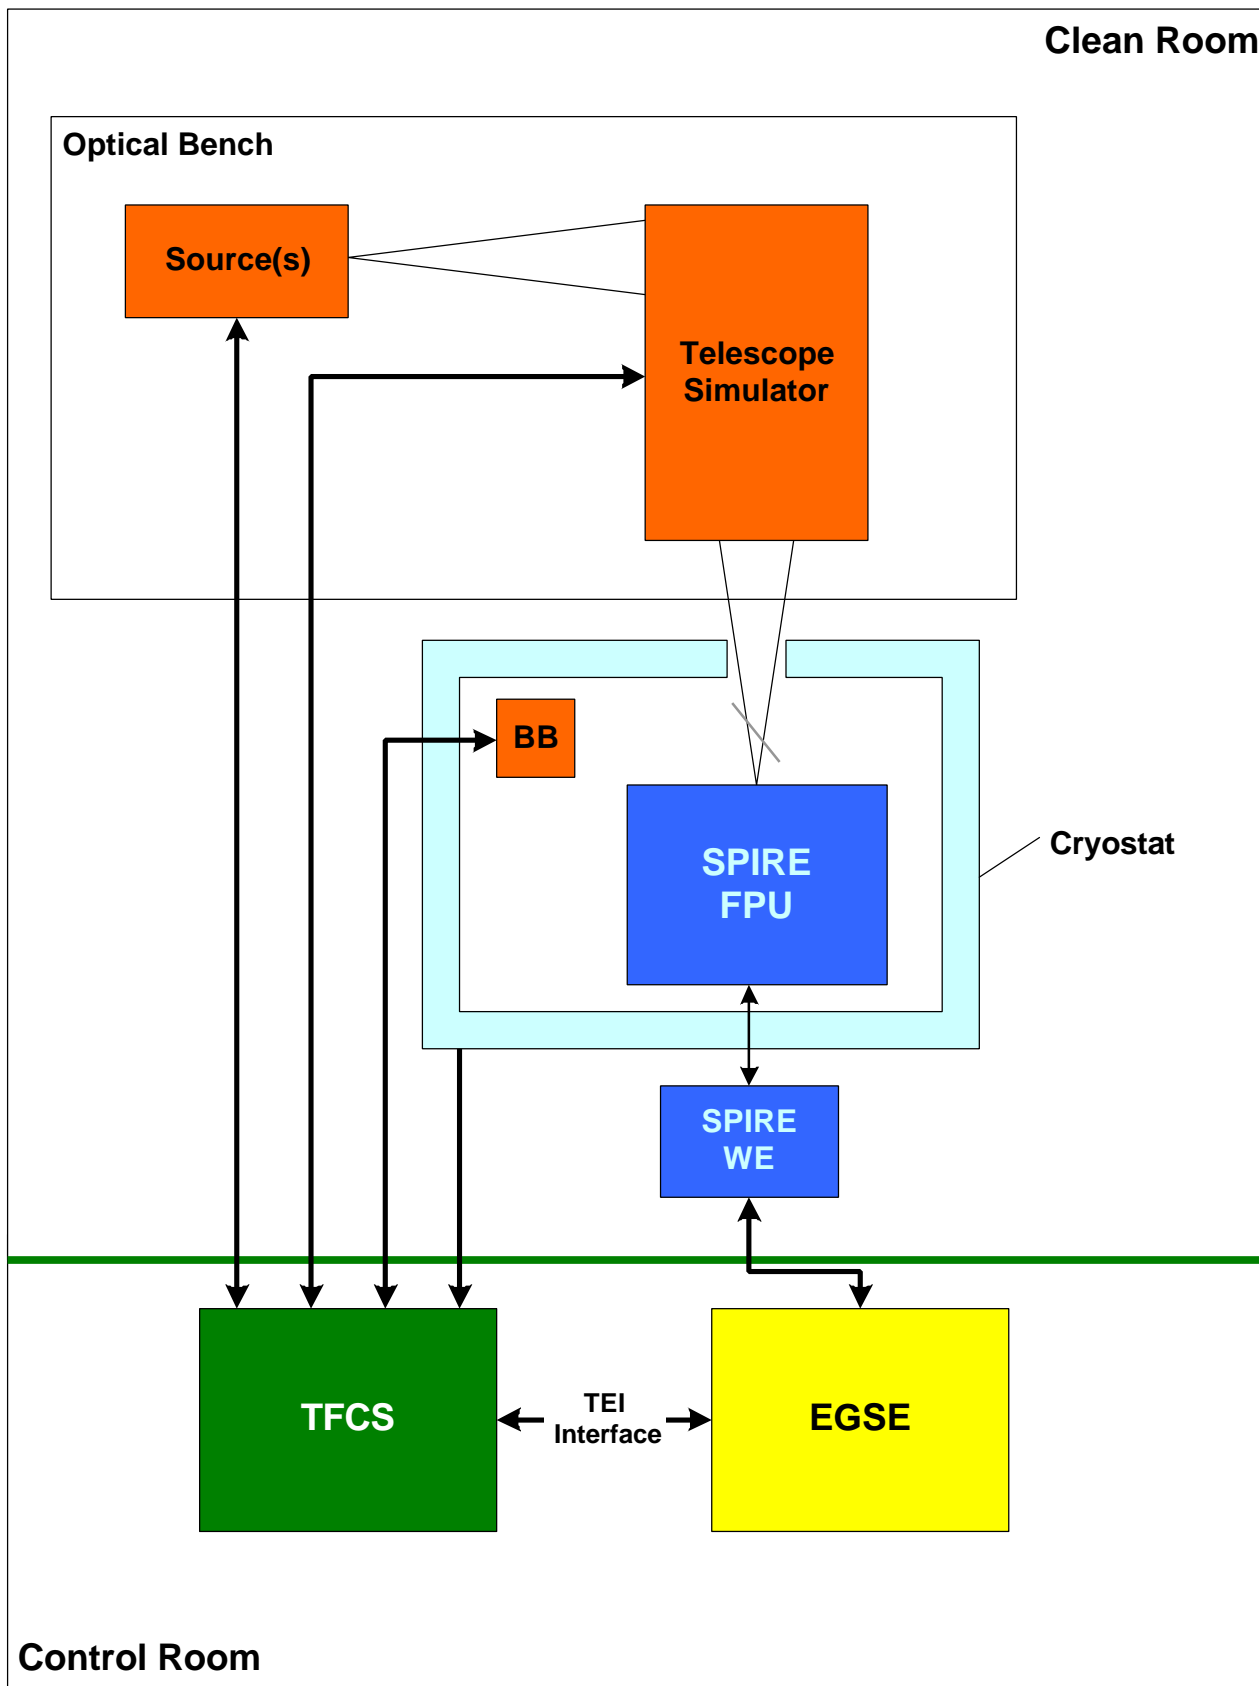 Clean Room
Optical Bench
Source(s)
Telescope
Simulator
BB
SPIRE
FPU
Cryostat
SPIRE
WE
TFCS
TEI
Interface
EGSE
Control Room